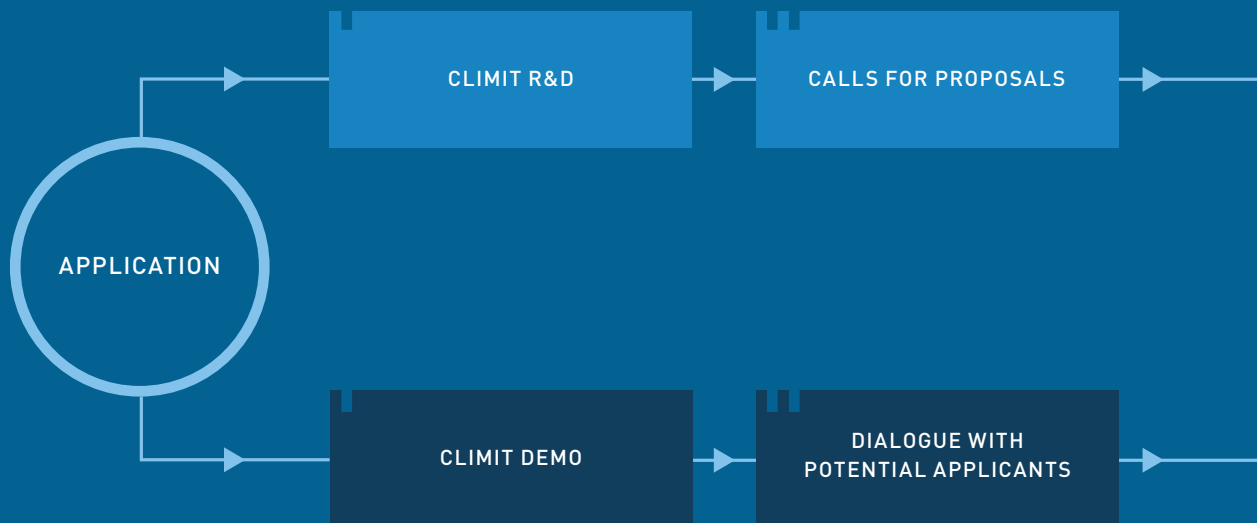 CLIMIT R&D
CALLS FOR PROPOSALS
APPLICATION
CLIMIT DEMO
DIALOGUE WITH
POTENTIAL APPLICANTS